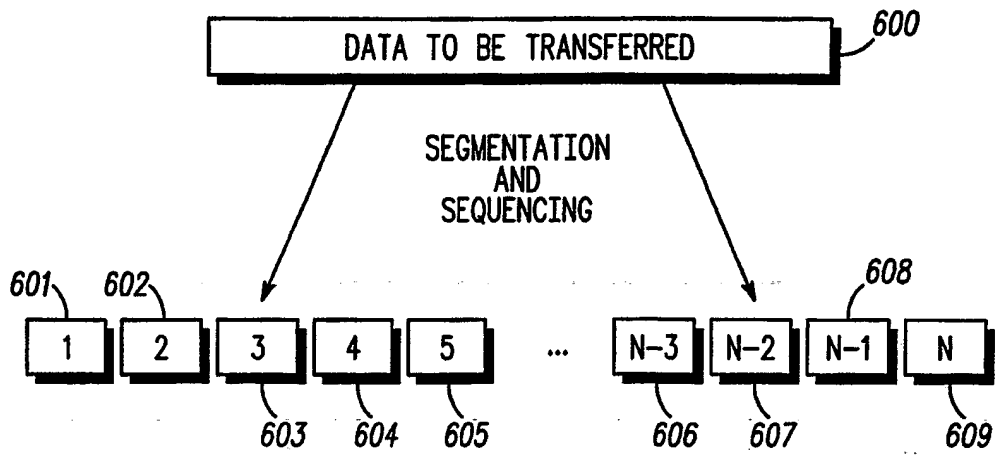 DATA TO BE TRANSFERRED
600
SEGMENTATION
AND
SEQUENCING
601 602 608
1 2 3 4 5 ... N-3 N-2 N-1 N
603 604 605 606 607 609